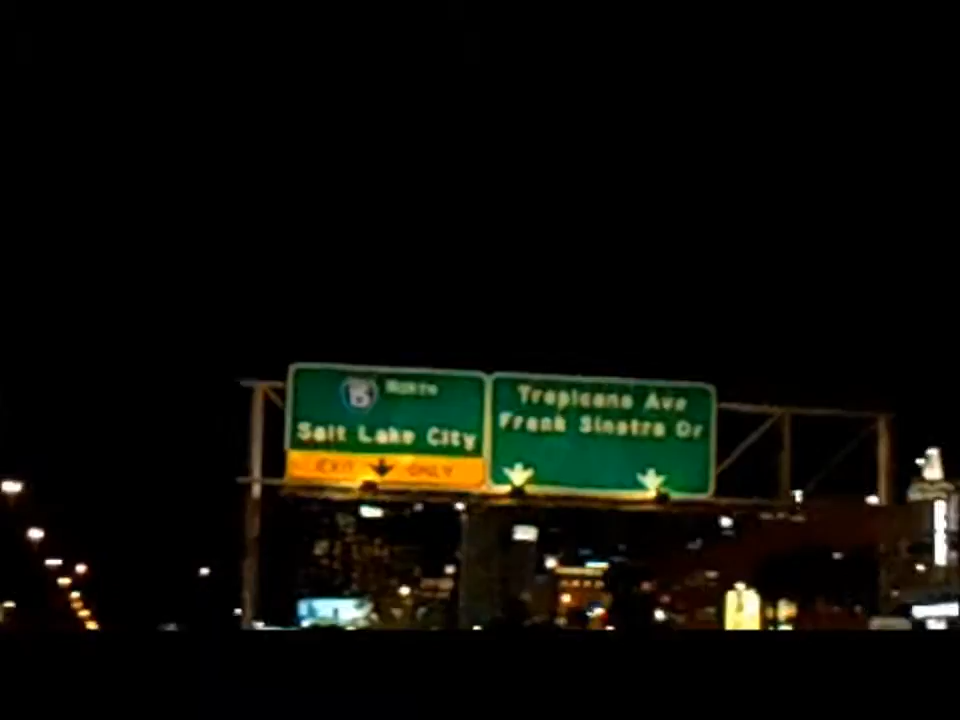 15 NORTH
Salt Lake City
EXIT ONLY
Tropicana Ave
Frank Sinatra Dr